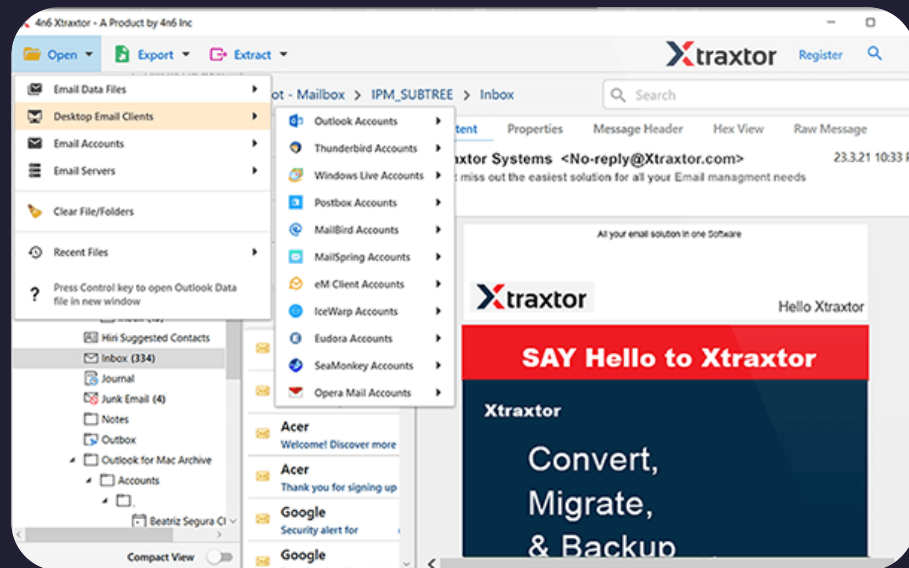 4n6 Xtraxtor - A Product by 4n6 Inc
Open
Export
Extract
Xtraxtor
Register
Email Data Files
Desktop Email Clients
Email Accounts
Email Servers
Clear File/Folders
Recent Files
Press Control key to open Outlook Data
file in new window
ot - Mailbox > IPM_SUBTREE > Inbox
Search
Outlook Accounts
Thunderbird Accounts
Windows Live Accounts
Postbox Accounts
MailBird Accounts
MailSpring Accounts
eM Client Accounts
IceWarp Accounts
Eudora Accounts
SeaMonkey Accounts
Opera Mail Accounts
tent Properties Message Header Hex View Raw Message
axtor Systems <No-reply@Xtraxtor.com> 23.3.21 10:33
miss out the easiest solution for all your Email managment needs
All your email solution in one Software
Xtraxtor
Hello Xtraxtor
SAY Hello to Xtraxtor
Xtraxtor
Convert,
Migrate,
& Backup
Hiri Suggested Contacts
Inbox (334)
Journal
Junk Email (4)
Notes
Outbox
Outlook for Mac Archive
Accounts
.
Beatriz Segura Cl
Compact View
Acer
Welcome! Discover more
Acer
Thank you for signing up
Google
Security alert for
Google